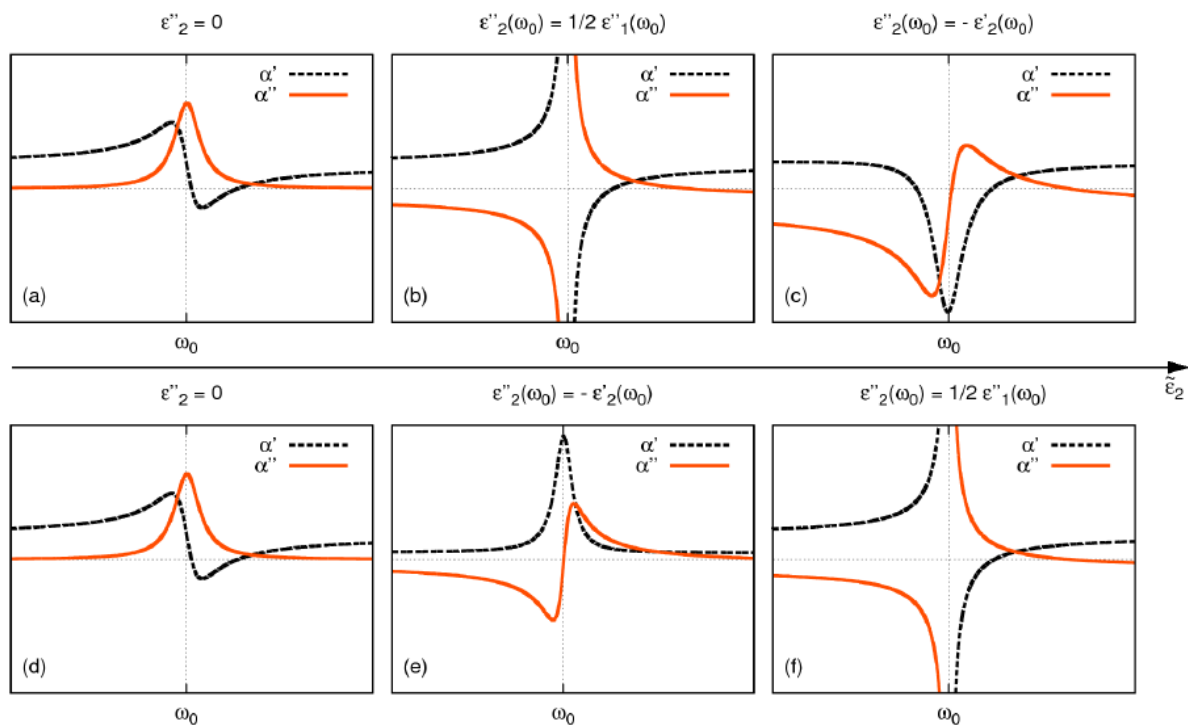 ε''₂ = 0
ε''₂(ω₀) = 1/2 ε''₁(ω₀)
ε''₂(ω₀) = - ε'₂(ω₀)
α'
α''
(a)
ω₀
α'
α''
(b)
ω₀
α'
α''
(c)
ω₀
ε̃₂
ε''₂ = 0
ε''₂(ω₀) = - ε'₂(ω₀)
ε''₂(ω₀) = 1/2 ε''₁(ω₀)
α'
α''
(d)
ω₀
α'
α''
(e)
ω₀
α'
α''
(f)
ω₀